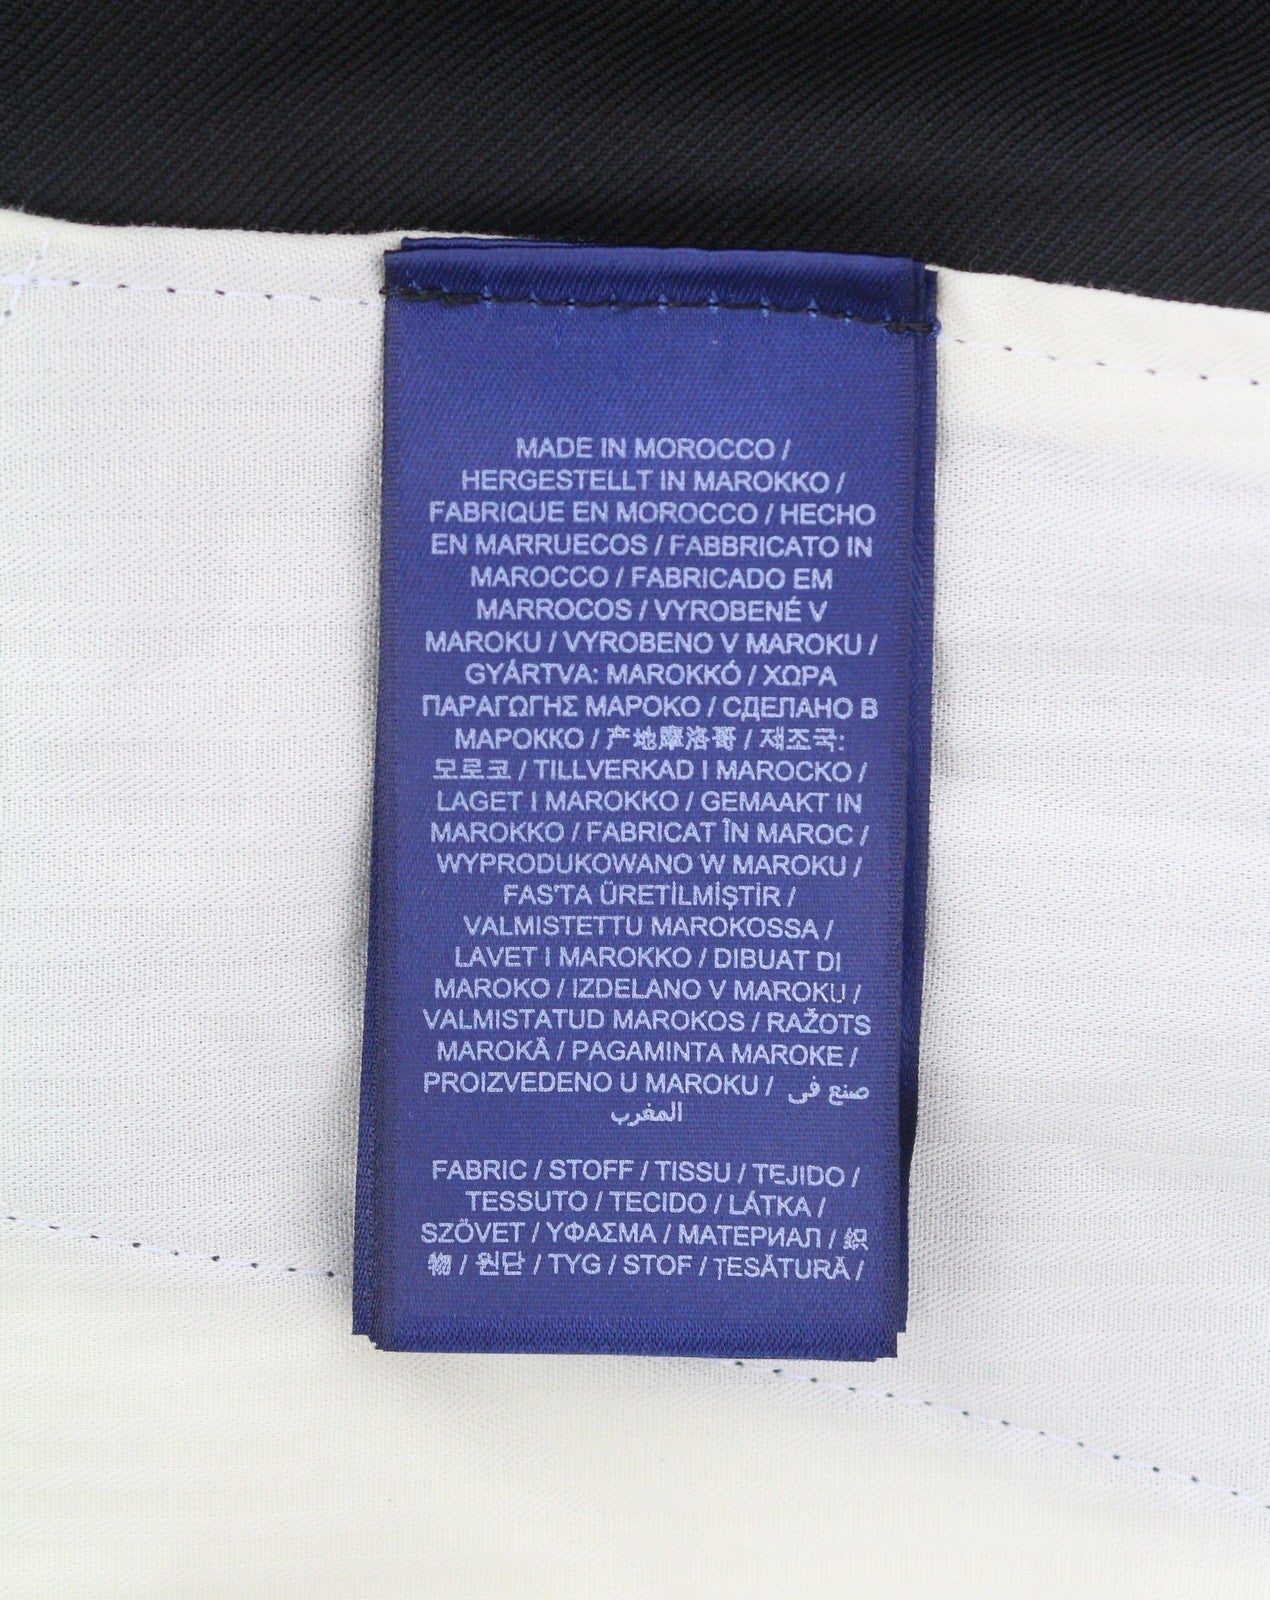 MADE IN MOROCCO /
HERGESTELLT IN MAROKKO /
FABRIQUE EN MOROCCO / HECHO
EN MARRUECOS / FABBRICATO IN
MAROCCO / FABRICADO EM
MARROCOS / VYROBENÉ V
MAROKU / VYROBENO V MAROKU /
GYÁRTVA: MAROKKÓ / ΧΩΡΑ
ΠΑΡΑΓΩΓΗΣ ΜΑΡΟΚΟ / СДЕЛАНО В
МАРОККО / 产地摩洛哥 / 제조국:
모로코 / TILLVERKAD I MAROCKO /
LAGET I MAROKKO / GEMAAKT IN
MAROKKO / FABRICAT ÎN MAROC /
WYPRODUKOWANO W MAROKU /
FAS'TA ÜRETİLMİŞTİR /
VALMISTETTU MAROKOSSA /
LAVET I MAROKKO / DIBUAT DI
MAROKO / IZDELANO V MAROKU /
VALMISTATUD MAROKOS / RAŽOTS
MAROKĀ / PAGAMINTA MAROKE /
PROIZVEDENO U MAROKU / صنع في
المغرب
FABRIC / STOFF / TISSU / TEJIDO /
TESSUTO / TECIDO / LÁTKA /
SZÖVET / ΥΦΑΣΜΑ / МАТЕРИАЛ / 织
物 / 원단 / TYG / STOF / ȚESĂTURĂ /